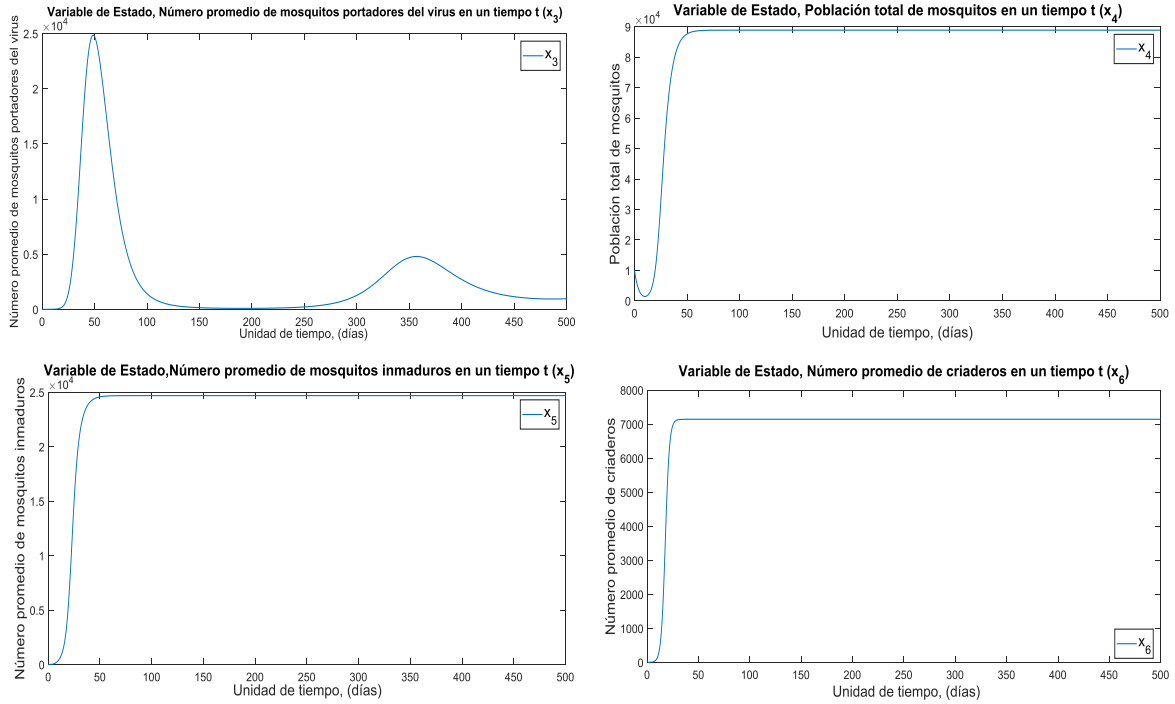 Variable de Estado, Número promedio de mosquitos portadores del virus en un tiempo t (x3)
×10^4
Número promedio de mosquitos portadores del virus
2.5
2
1.5
1
0.5
0
0 50 100 150 200 250 300 350 400 450 500
Unidad de tiempo, (días)
x3
Variable de Estado, Población total de mosquitos en un tiempo t (x4)
×10^4
Población total de mosquitos
9
8
7
6
5
4
3
2
1
0
0 50 100 150 200 250 300 350 400 450 500
Unidad de tiempo, (días)
x4
Variable de Estado,Número promedio de mosquitos inmaduros en un tiempo t (x5)
×10^4
Número promedio de mosquitos inmaduros
2.5
2
1.5
1
0.5
0
0 50 100 150 200 250 300 350 400 450 500
Unidad de tiempo, (días)
x5
Variable de Estado, Número promedio de criaderos en un tiempo t (x6)
Número promedio de criaderos
8000
7000
6000
5000
4000
3000
2000
1000
0
0 50 100 150 200 250 300 350 400 450 500
Unidad de tiempo, (días)
x6